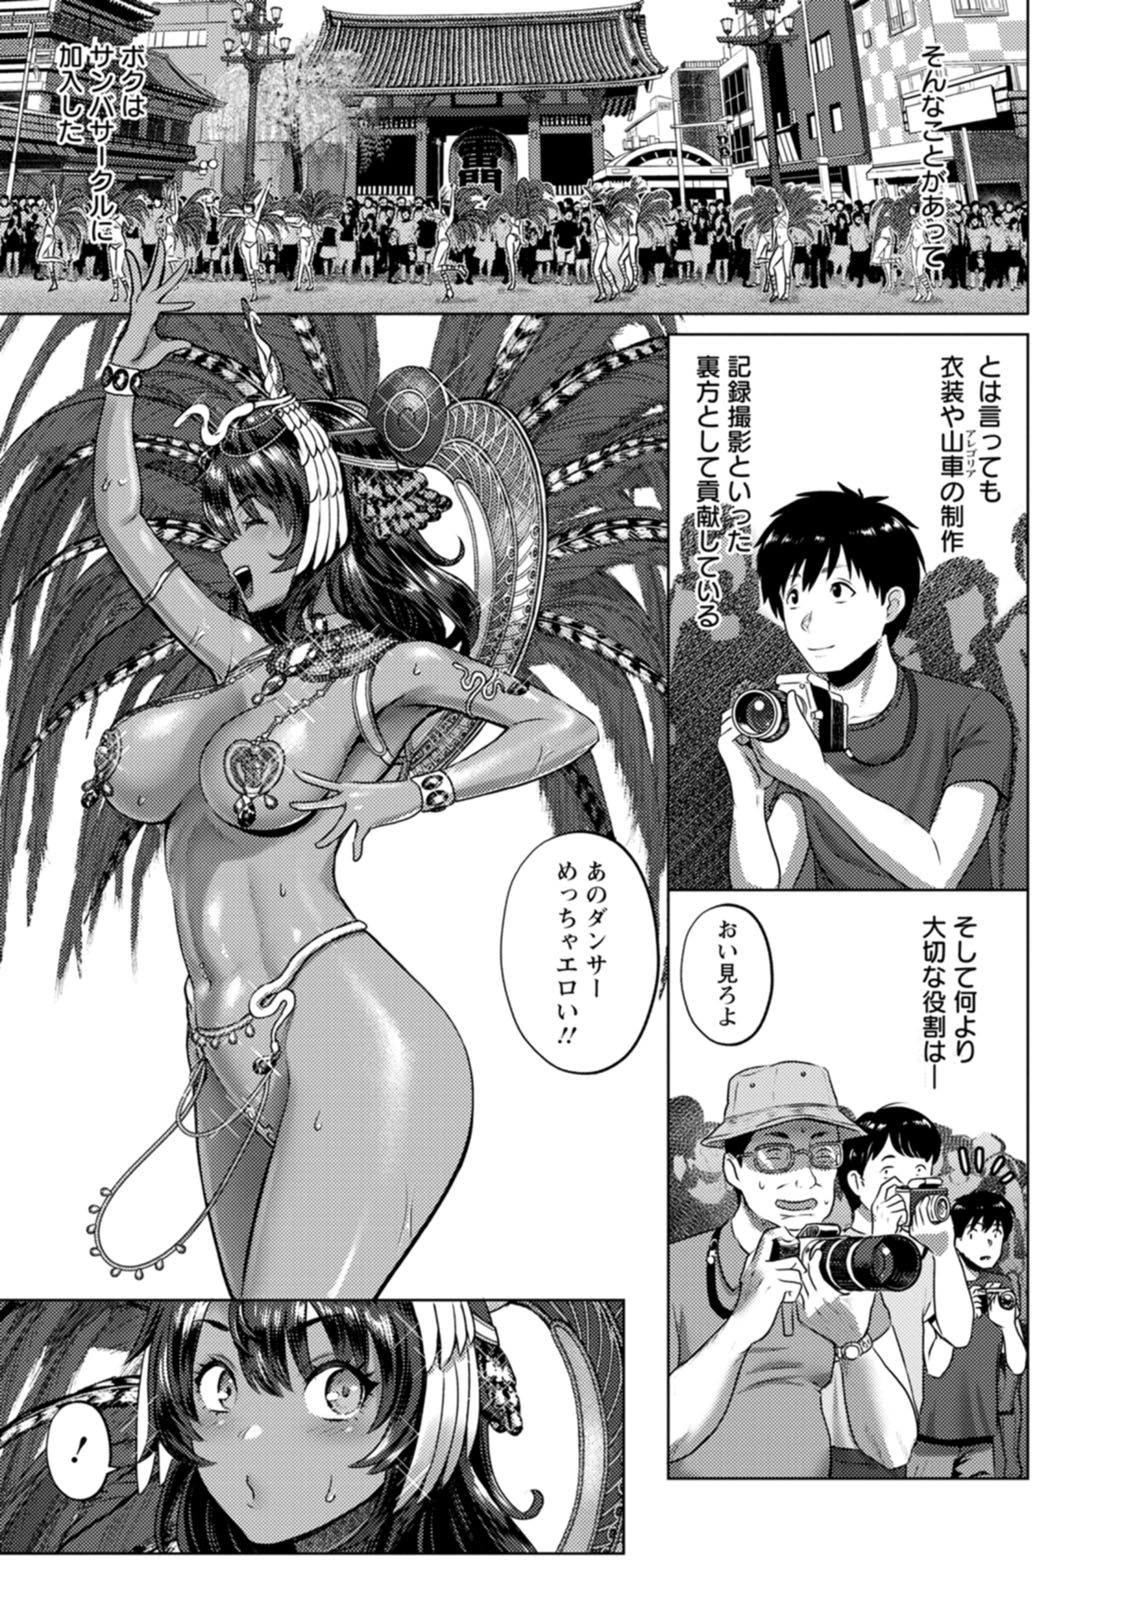 そんなことがあって
ボクは
サンバサークルに
加入した
とは言っても
衣装や山車の制作
アレゴリア
記録撮影といった
裏方として貢献している
そして何より
大切な役割は―
おい見ろよ
あのダンサー
めっちゃエロい!!
!
雷門